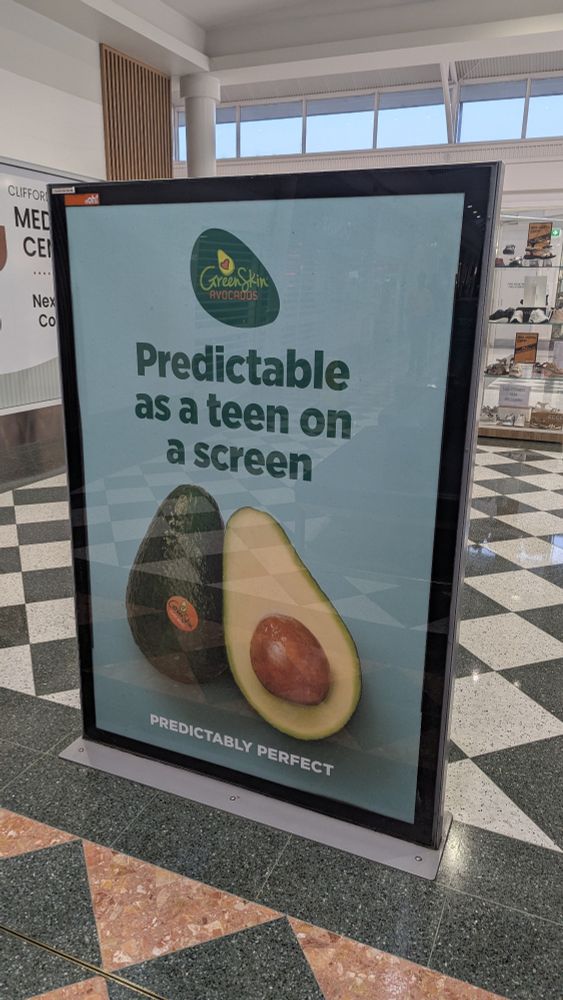 CLIFFORD
MED
CEN
Nex
Co
GreenSkin
AVOCADOS
Predictable
as a teen on
a screen
PREDICTABLY PERFECT